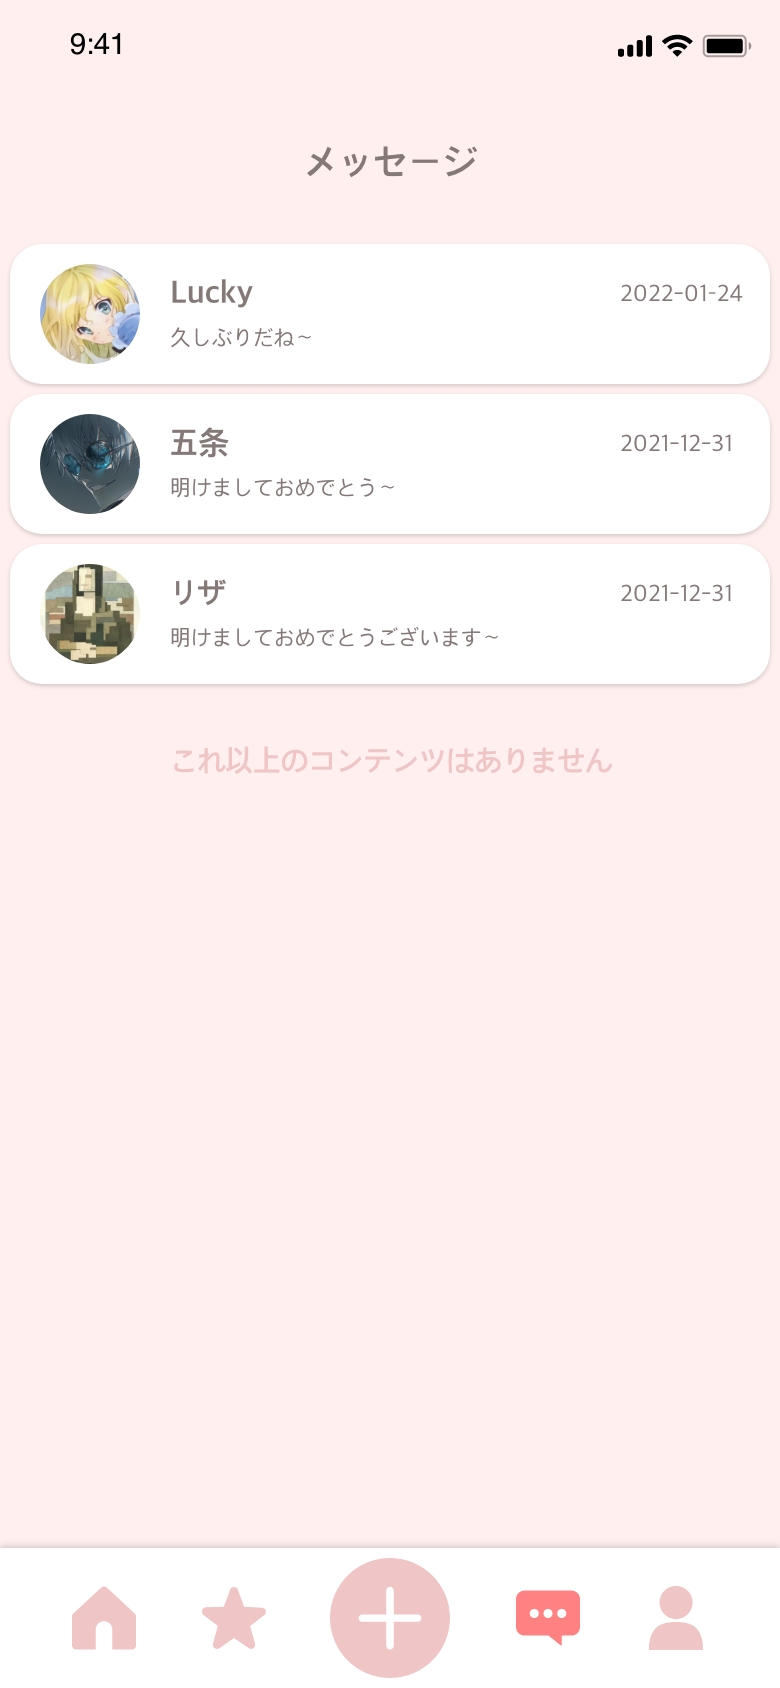 9:41
メッセージ
Lucky
2022-01-24
久しぶりだね～
五条
2021-12-31
明けましておめでとう～
リザ
2021-12-31
明けましておめでとうございます～
これ以上のコンテンツはありません